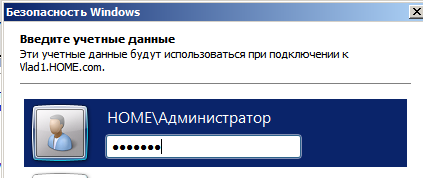 Безопасность Windows
Введите учетные данные
Эти учетные данные будут использоваться при подключении к
Vlad1.HOME.com.
HOME\Администратор
●●●●●●●